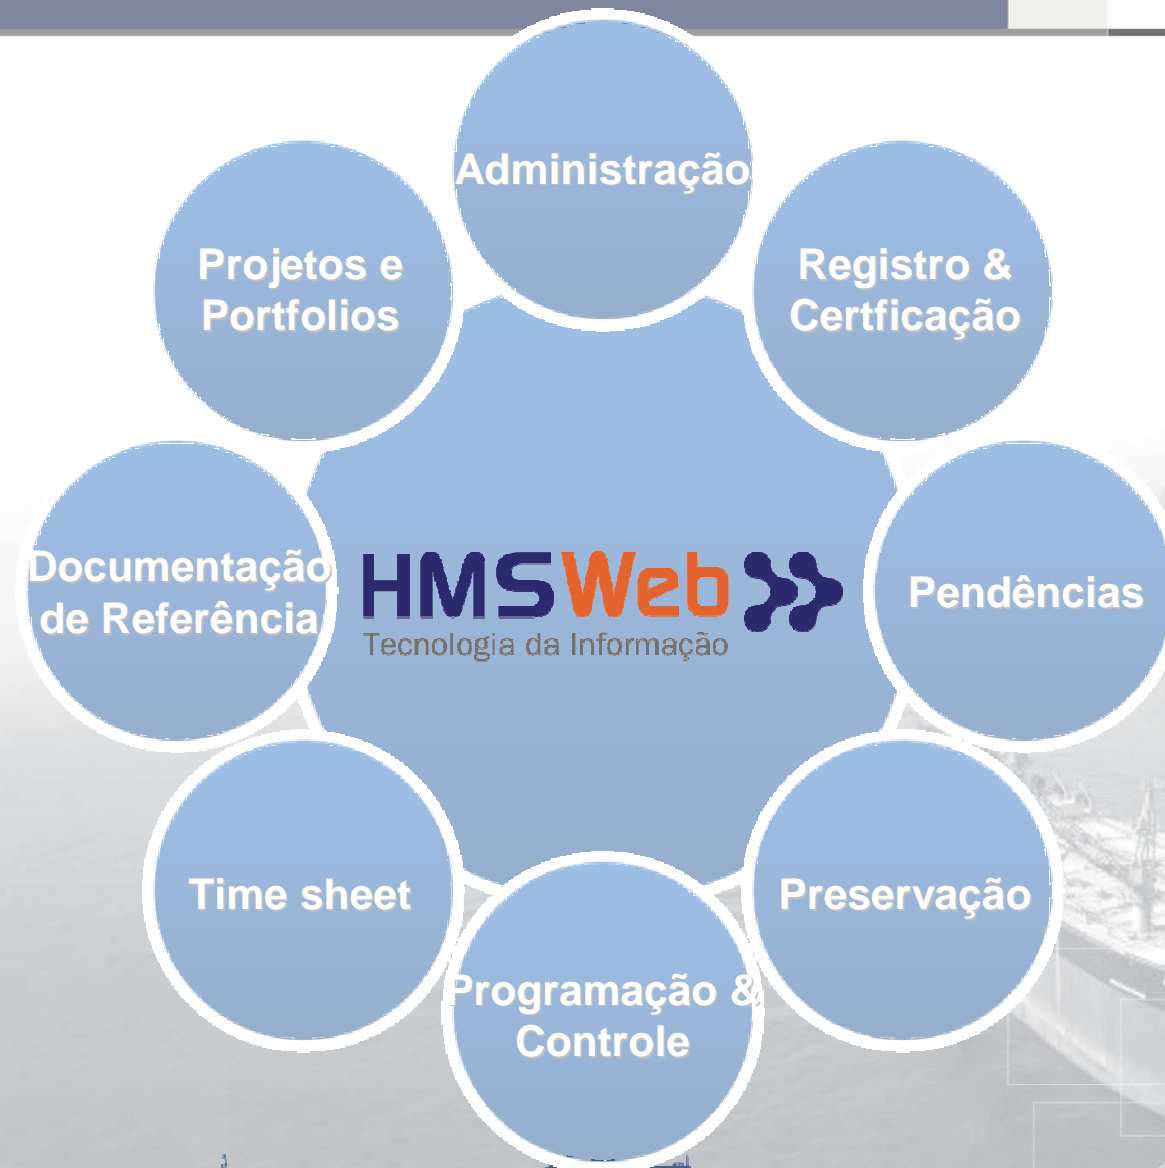 Administração
Projetos e
Portfolios
Registro &
Certficação
Documentação
de Referência
HMSWeb
Tecnologia da Informação
Pendências
Time sheet
Preservação
Programação &
Controle